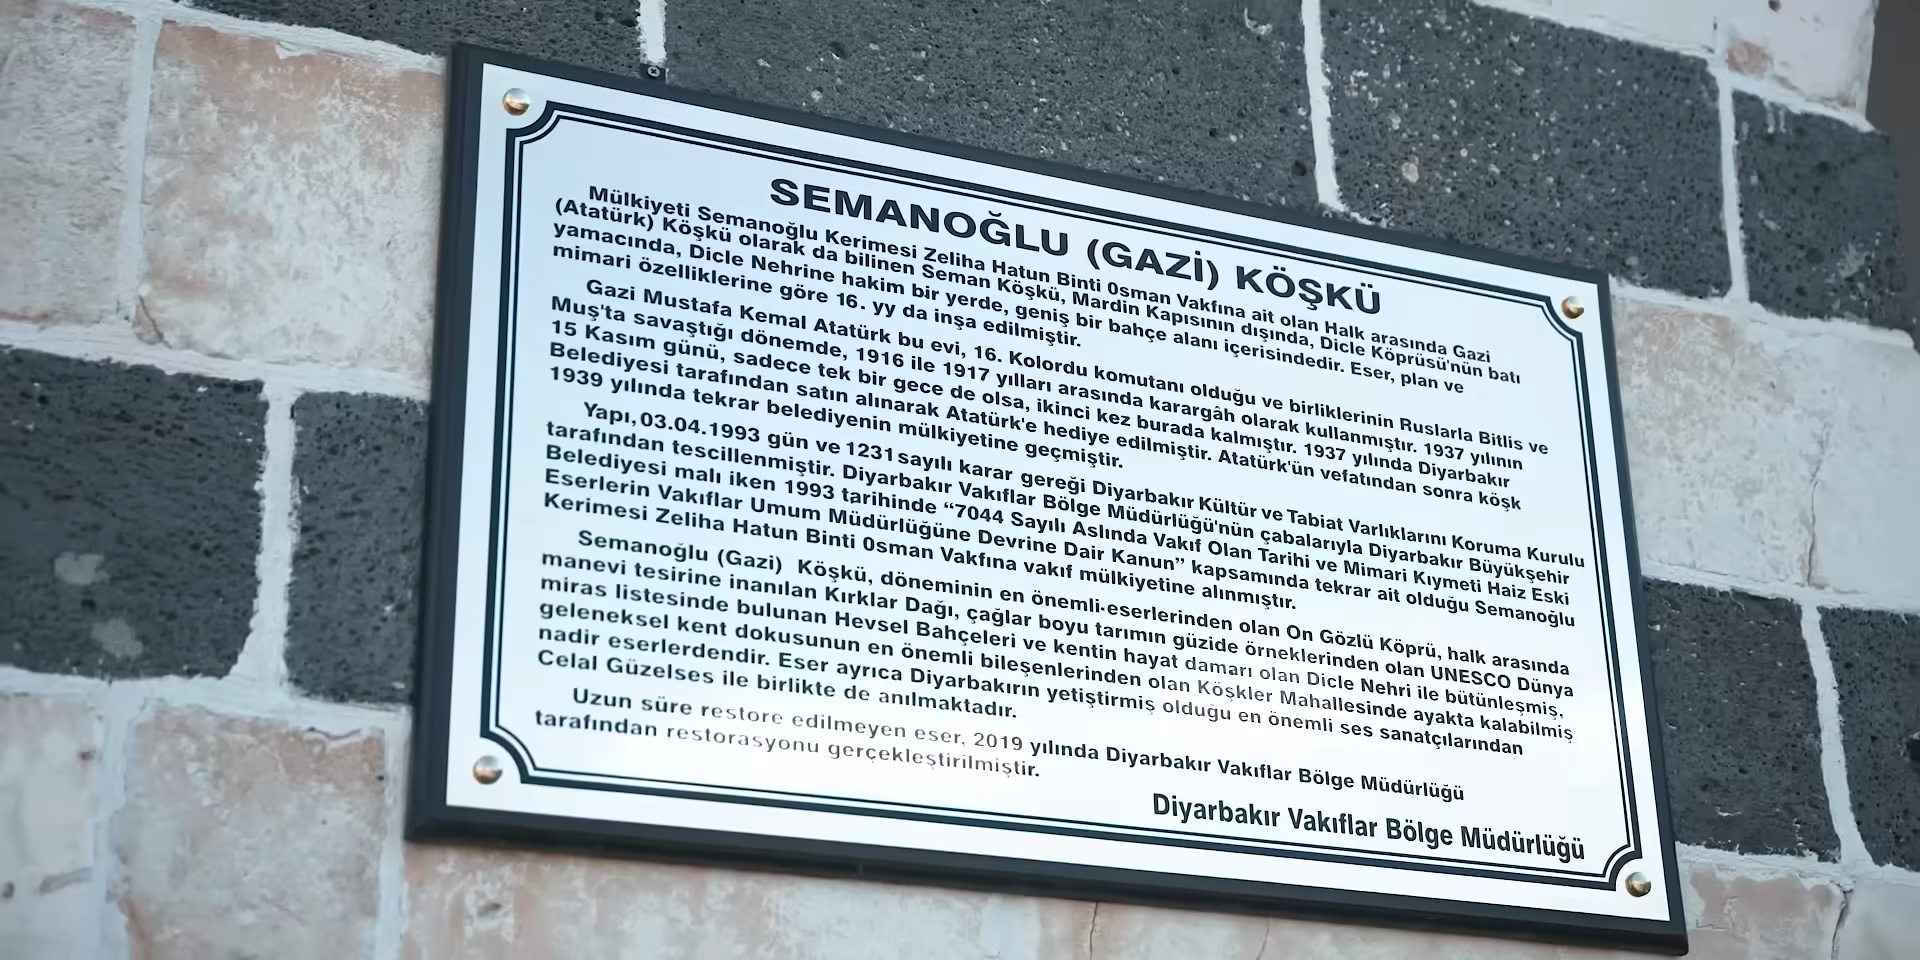 SEMANOĞLU (GAZİ) KÖŞKÜ
Mülkiyeti Semanoğlu Kerimesi Zeliha Hatun Binti Osman Vakfına ait olan Halk arasında Gazi
(Atatürk) Köşkü olarak da bilinen Seman Köşkü, Mardin Kapısının dışında, Dicle Köprüsü'nün batı
yamacında, Dicle Nehrine hakim bir yerde, geniş bir bahçe alanı içerisindedir. Eser, plan ve
mimari özelliklerine göre 16. yy da inşa edilmiştir.
Gazi Mustafa Kemal Atatürk bu evi, 16. Kolordu komutanı olduğu ve birliklerinin Ruslarla Bitlis ve
Muş'ta savaştığı dönemde, 1916 ile 1917 yılları arasında karargâh olarak kullanmıştır. 1937 yılının
15 Kasım günü, sadece tek bir gece de olsa, ikinci kez burada kalmıştır. 1937 yılında Diyarbakır
Belediyesi tarafından satın alınarak Atatürk'e hediye edilmiştir. Atatürk'ün vefatından sonra köşk
1939 yılında tekrar belediyenin mülkiyetine geçmiştir.
Yapı, 03.04.1993 gün ve 1231 sayılı karar gereği Diyarbakır Kültür ve Tabiat Varlıklarını Koruma Kurulu
tarafından tescillenmiştir. Diyarbakır Vakıflar Bölge Müdürlüğü'nün çabalarıyla Diyarbakır Büyükşehir
Belediyesi malı iken 1993 tarihinde “7044 Sayılı Aslında Vakıf Olan Tarihi ve Mimari Kıymeti Haiz Eski
Eserlerin Vakıflar Umum Müdürlüğüne Devrine Dair Kanun” kapsamında tekrar ait olduğu Semanoğlu
Kerimesi Zeliha Hatun Binti Osman Vakfına vakıf mülkiyetine alınmıştır.
Semanoğlu (Gazi) Köşkü, döneminin en önemli eserlerinden olan On Gözlü Köprü, halk arasında
manevi tesirine inanılan Kırklar Dağı, çağlar boyu tarımın güzide örneklerinden olan UNESCO Dünya
miras listesinde bulunan Hevsel Bahçeleri ve kentin hayat damarı olan Dicle Nehri ile bütünleşmiş,
geleneksel kent dokusunun en önemli bileşenlerinden olan Köşkler Mahallesinde ayakta kalabilmiş
nadir eserlerdendir. Eser ayrıca Diyarbakırın yetiştirmiş olduğu en önemli ses sanatçılarından
Celal Güzelses ile birlikte de anılmaktadır.
Uzun süre restore edilmeyen eser, 2019 yılında Diyarbakır Vakıflar Bölge Müdürlüğü
tarafından restorasyonu gerçekleştirilmiştir.
Diyarbakır Vakıflar Bölge Müdürlüğü